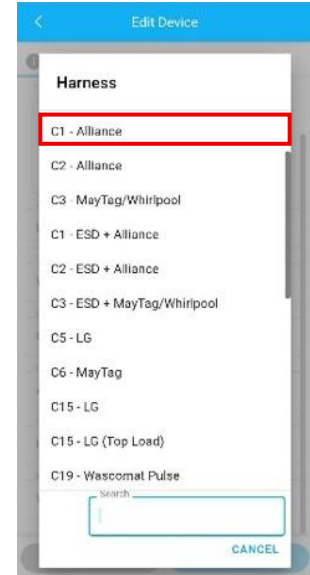 Edit Device
Harness
C1 - Alliance
C2 - Alliance
C3 - MayTag/Whirlpool
C1 - ESD + Alliance
C2 - ESD + Alliance
C3 - ESD + MayTag/Whirlpool
C5 - LG
C6 - MayTag
C15 - LG
C15 - LG (Top Load)
C19 - Wascomat Pulse
Search
CANCEL